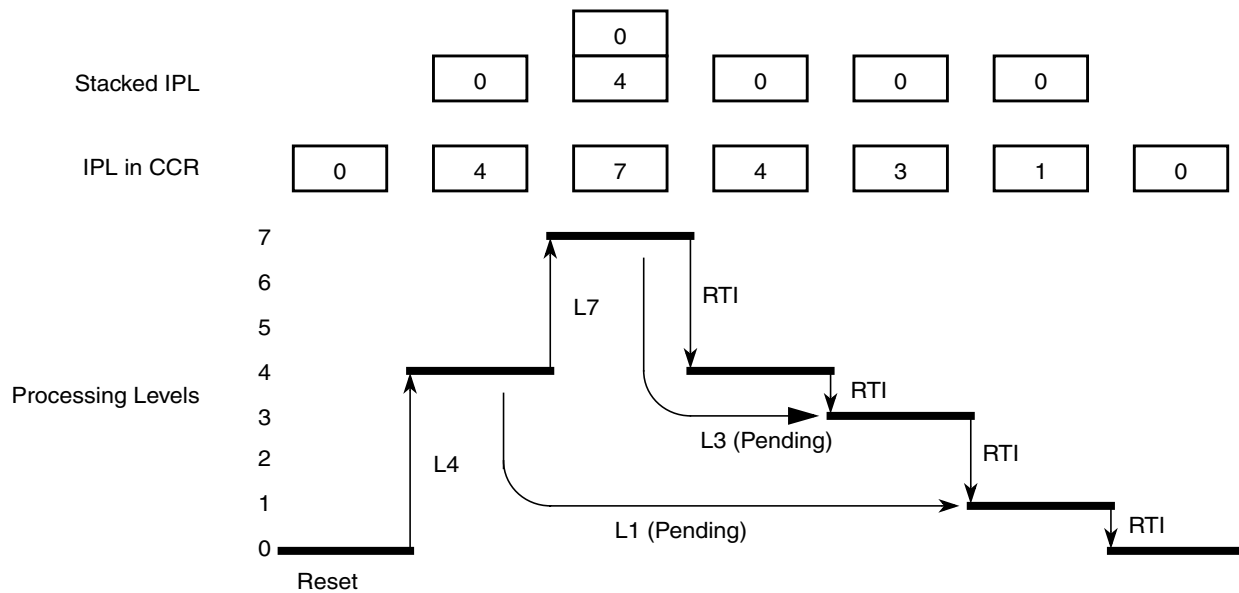 0
Stacked IPL 0 4 0 0 0
IPL in CCR 0 4 7 4 3 1 0
7
6
L7 RTI
5
4
Processing Levels RTI
3
L3 (Pending)
2 L4 RTI
1
L1 (Pending) RTI
0
Reset